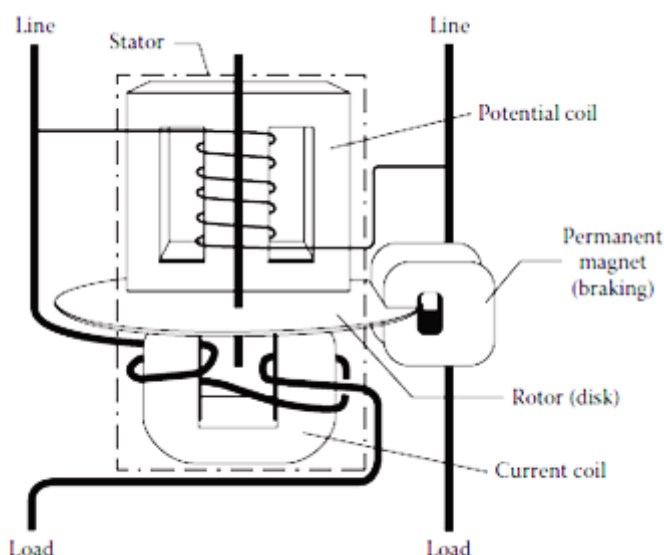 Line
Line
Stator
Potential coil
Permanent
magnet
(braking)
Rotor (disk)
Current coil
Load
Load